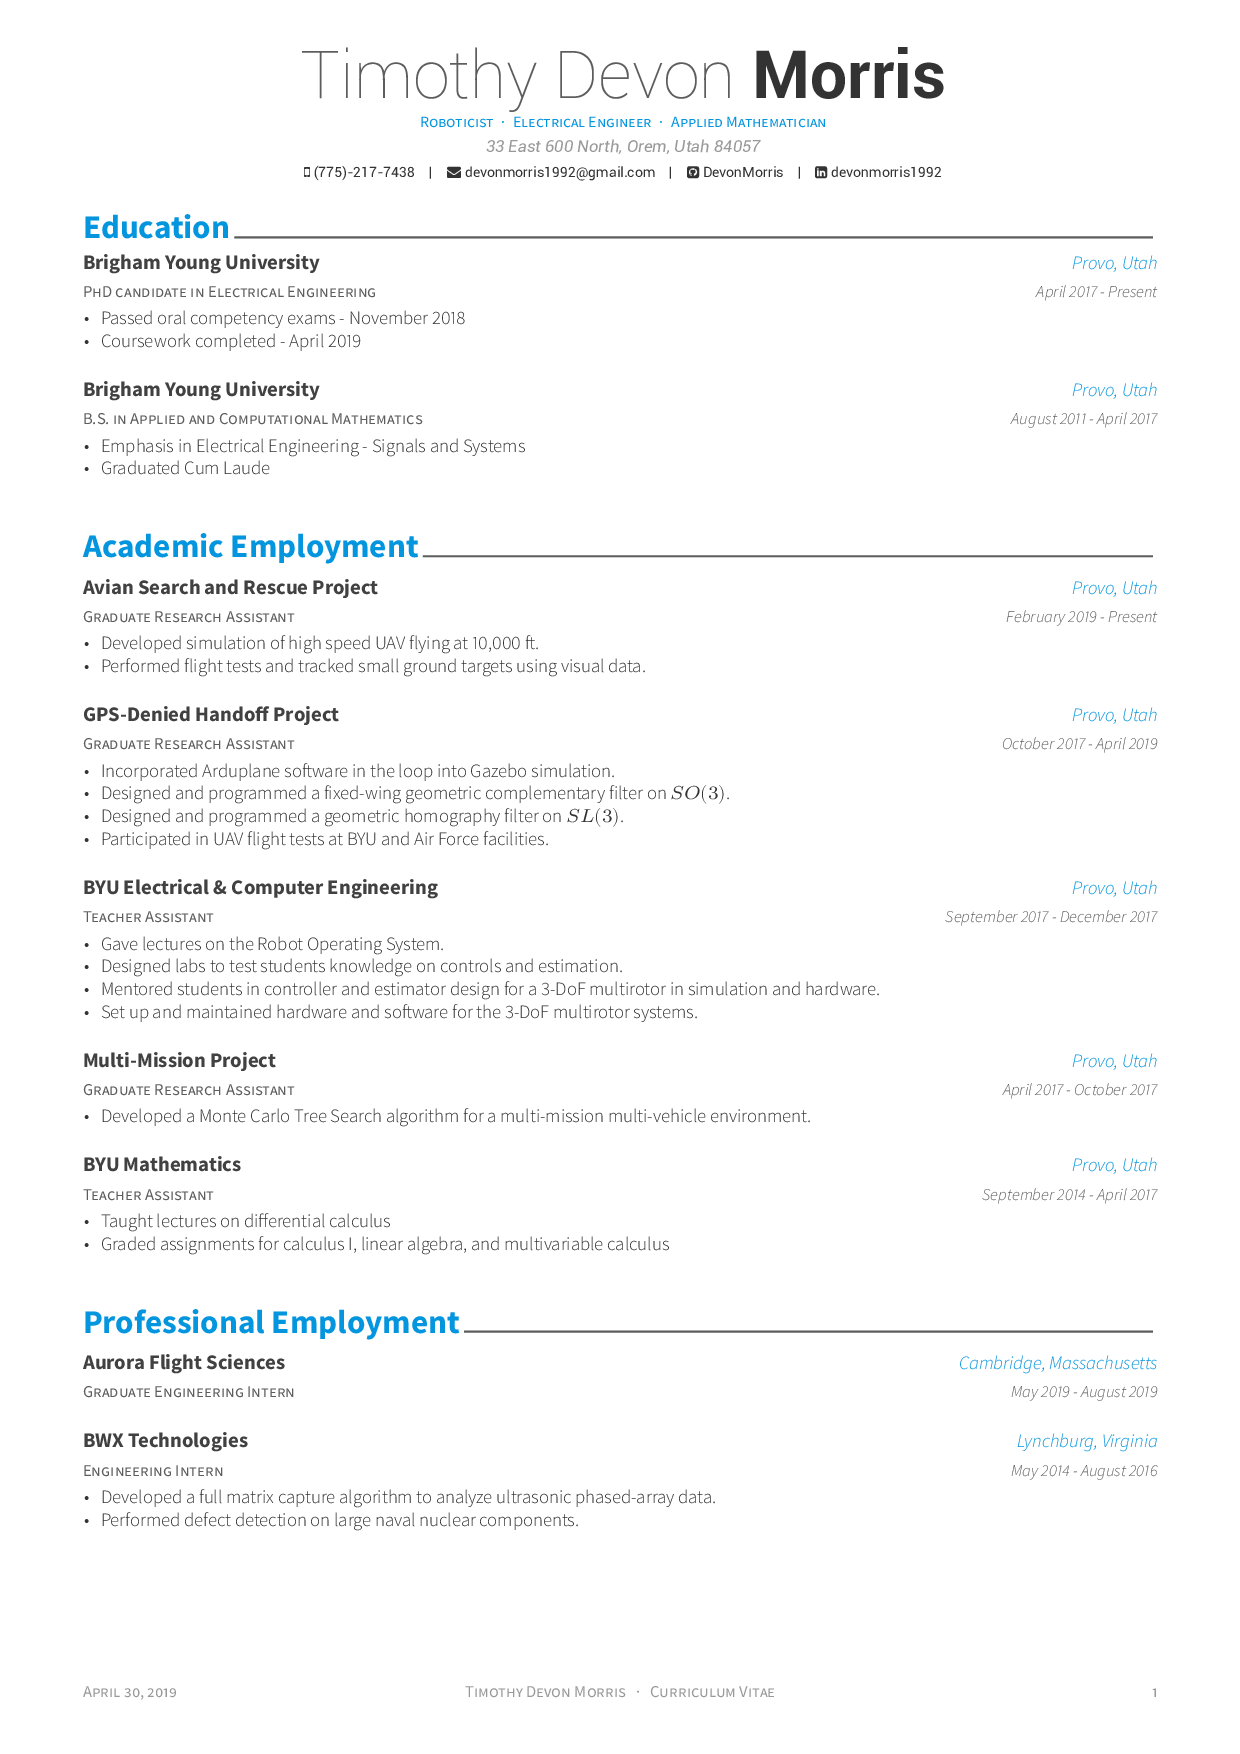 Timothy Devon Morris
Roboticist · Electrical Engineer · Applied Mathematician
33 East 600 North, Orem, Utah 84057
(775)-217-7438 | devonmorris1992@gmail.com | DevonMorris | devonmorris1992
Education
Brigham Young University Provo, Utah
PhD candidate in Electrical Engineering April 2017 - Present
• Passed oral competency exams - November 2018
• Coursework completed - April 2019
Brigham Young University Provo, Utah
B.S. in Applied and Computational Mathematics August 2011 - April 2017
• Emphasis in Electrical Engineering - Signals and Systems
• Graduated Cum Laude
Academic Employment
Avian Search and Rescue Project Provo, Utah
Graduate Research Assistant February 2019 - Present
• Developed simulation of high speed UAV flying at 10,000 ft.
• Performed flight tests and tracked small ground targets using visual data.
GPS-Denied Handoff Project Provo, Utah
Graduate Research Assistant October 2017 - April 2019
• Incorporated Arduplane software in the loop into Gazebo simulation.
• Designed and programmed a fixed-wing geometric complementary filter on SO(3).
• Designed and programmed a geometric homography filter on SL(3).
• Participated in UAV flight tests at BYU and Air Force facilities.
BYU Electrical & Computer Engineering Provo, Utah
Teacher Assistant September 2017 - December 2017
• Gave lectures on the Robot Operating System.
• Designed labs to test students knowledge on controls and estimation.
• Mentored students in controller and estimator design for a 3-DoF multirotor in simulation and hardware.
• Set up and maintained hardware and software for the 3-DoF multirotor systems.
Multi-Mission Project Provo, Utah
Graduate Research Assistant April 2017 - October 2017
• Developed a Monte Carlo Tree Search algorithm for a multi-mission multi-vehicle environment.
BYU Mathematics Provo, Utah
Teacher Assistant September 2014 - April 2017
• Taught lectures on differential calculus
• Graded assignments for calculus I, linear algebra, and multivariable calculus
Professional Employment
Aurora Flight Sciences Cambridge, Massachusetts
Graduate Engineering Intern May 2019 - August 2019
BWX Technologies Lynchburg, Virginia
Engineering Intern May 2014 - August 2016
• Developed a full matrix capture algorithm to analyze ultrasonic phased-array data.
• Performed defect detection on large naval nuclear components.
April 30, 2019 Timothy Devon Morris · Curriculum Vitae 1